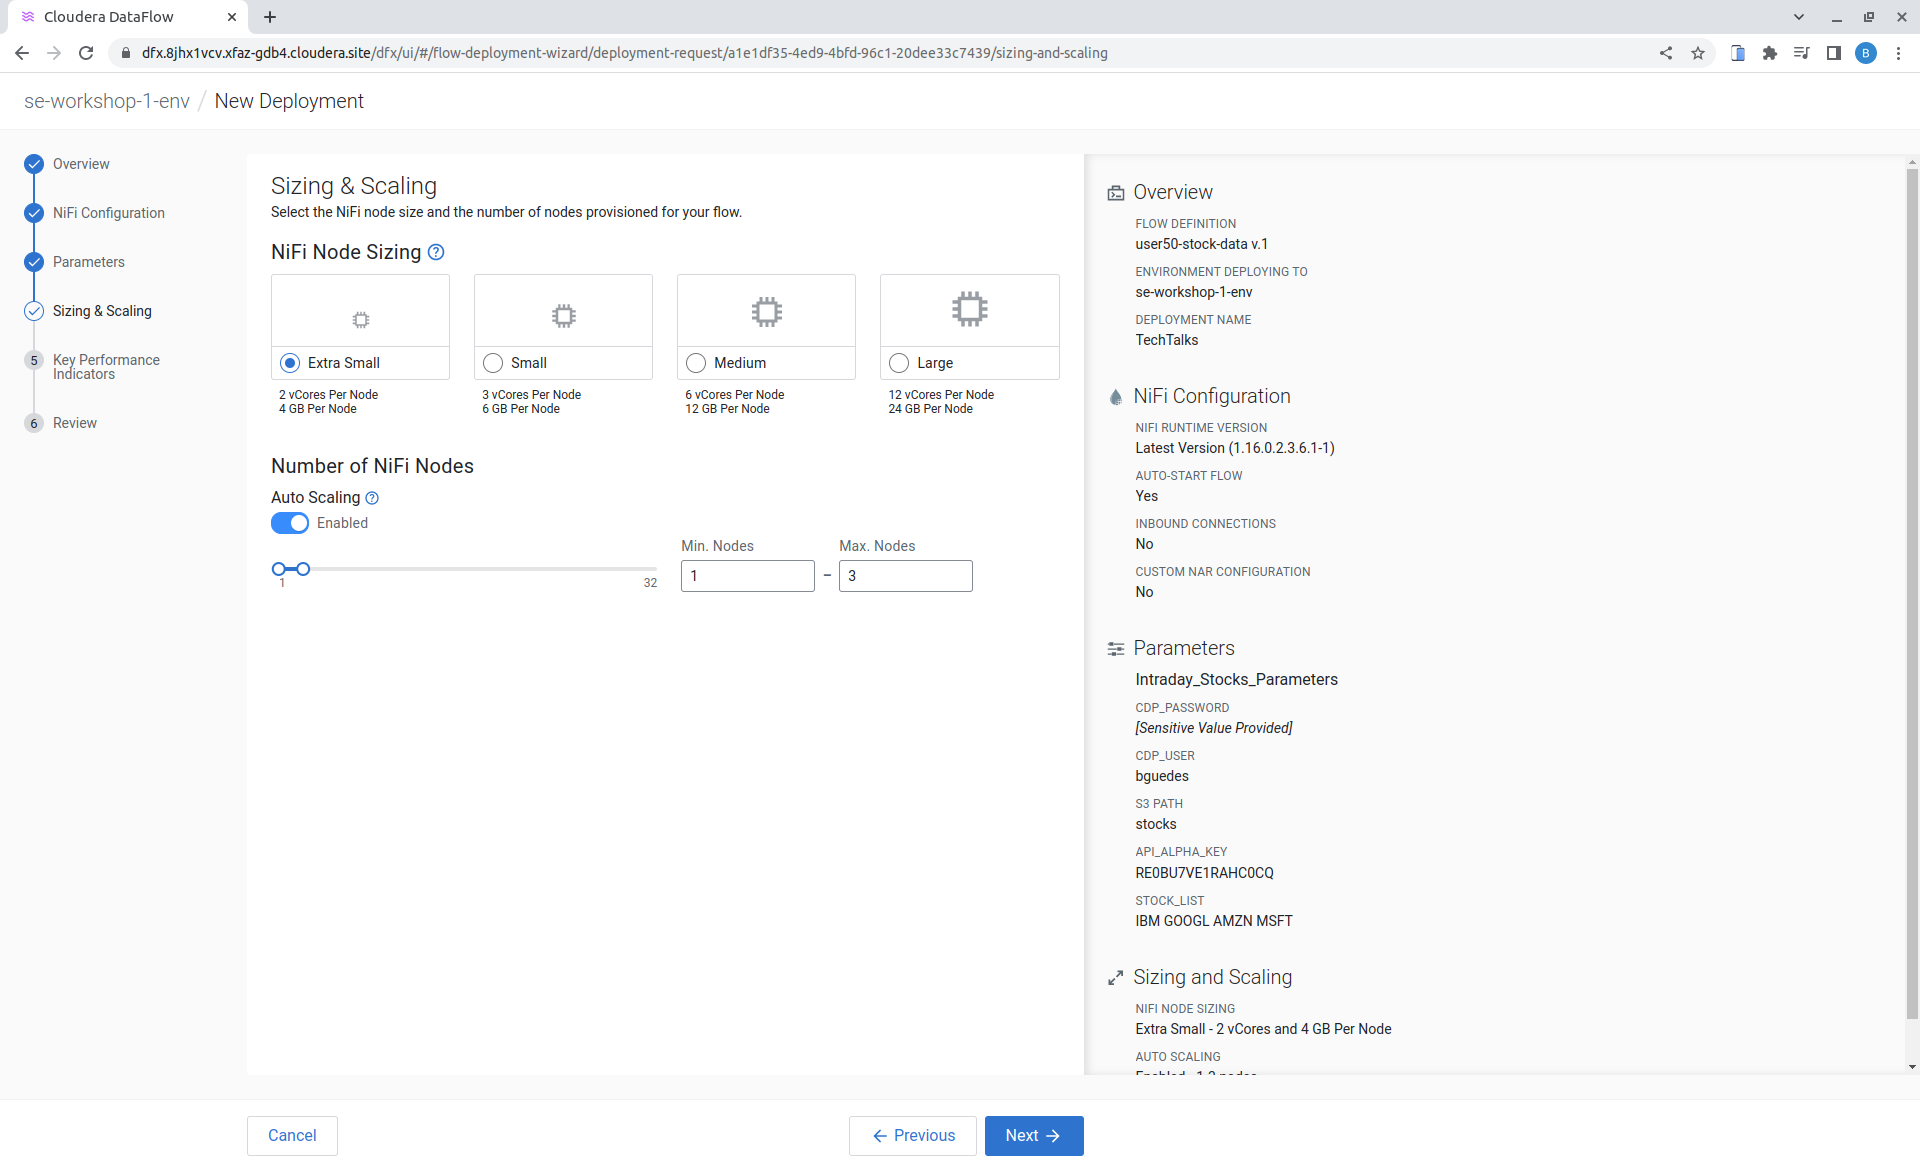 Cloudera DataFlow
dfx.8jhx1vcv.xfaz-gdb4.cloudera.site/dfx/ui/#/flow-deployment-wizard/deployment-request/a1e1df35-4ed9-4bfd-96c1-20dee33c7439/sizing-and-scaling
B
se-workshop-1-env / New Deployment
Overview
NiFi Configuration
Parameters
Sizing & Scaling
5 Key Performance
Indicators
6 Review
Sizing & Scaling
Select the NiFi node size and the number of nodes provisioned for your flow.
NiFi Node Sizing ?
Extra Small
2 vCores Per Node
4 GB Per Node
Small
3 vCores Per Node
6 GB Per Node
Medium
6 vCores Per Node
12 GB Per Node
Large
12 vCores Per Node
24 GB Per Node
Number of NiFi Nodes
Auto Scaling ?
Enabled
1 32
Min. Nodes
1
–
Max. Nodes
3
Overview
FLOW DEFINITION
user50-stock-data v.1
ENVIRONMENT DEPLOYING TO
se-workshop-1-env
DEPLOYMENT NAME
TechTalks
NiFi Configuration
NIFI RUNTIME VERSION
Latest Version (1.16.0.2.3.6.1-1)
AUTO-START FLOW
Yes
INBOUND CONNECTIONS
No
CUSTOM NAR CONFIGURATION
No
Parameters
Intraday_Stocks_Parameters
CDP_PASSWORD
[Sensitive Value Provided]
CDP_USER
bguedes
S3 PATH
stocks
API_ALPHA_KEY
RE0BU7VE1RAHC0CQ
STOCK_LIST
IBM GOOGL AMZN MSFT
Sizing and Scaling
NIFI NODE SIZING
Extra Small - 2 vCores and 4 GB Per Node
AUTO SCALING
Cancel
Previous
Next